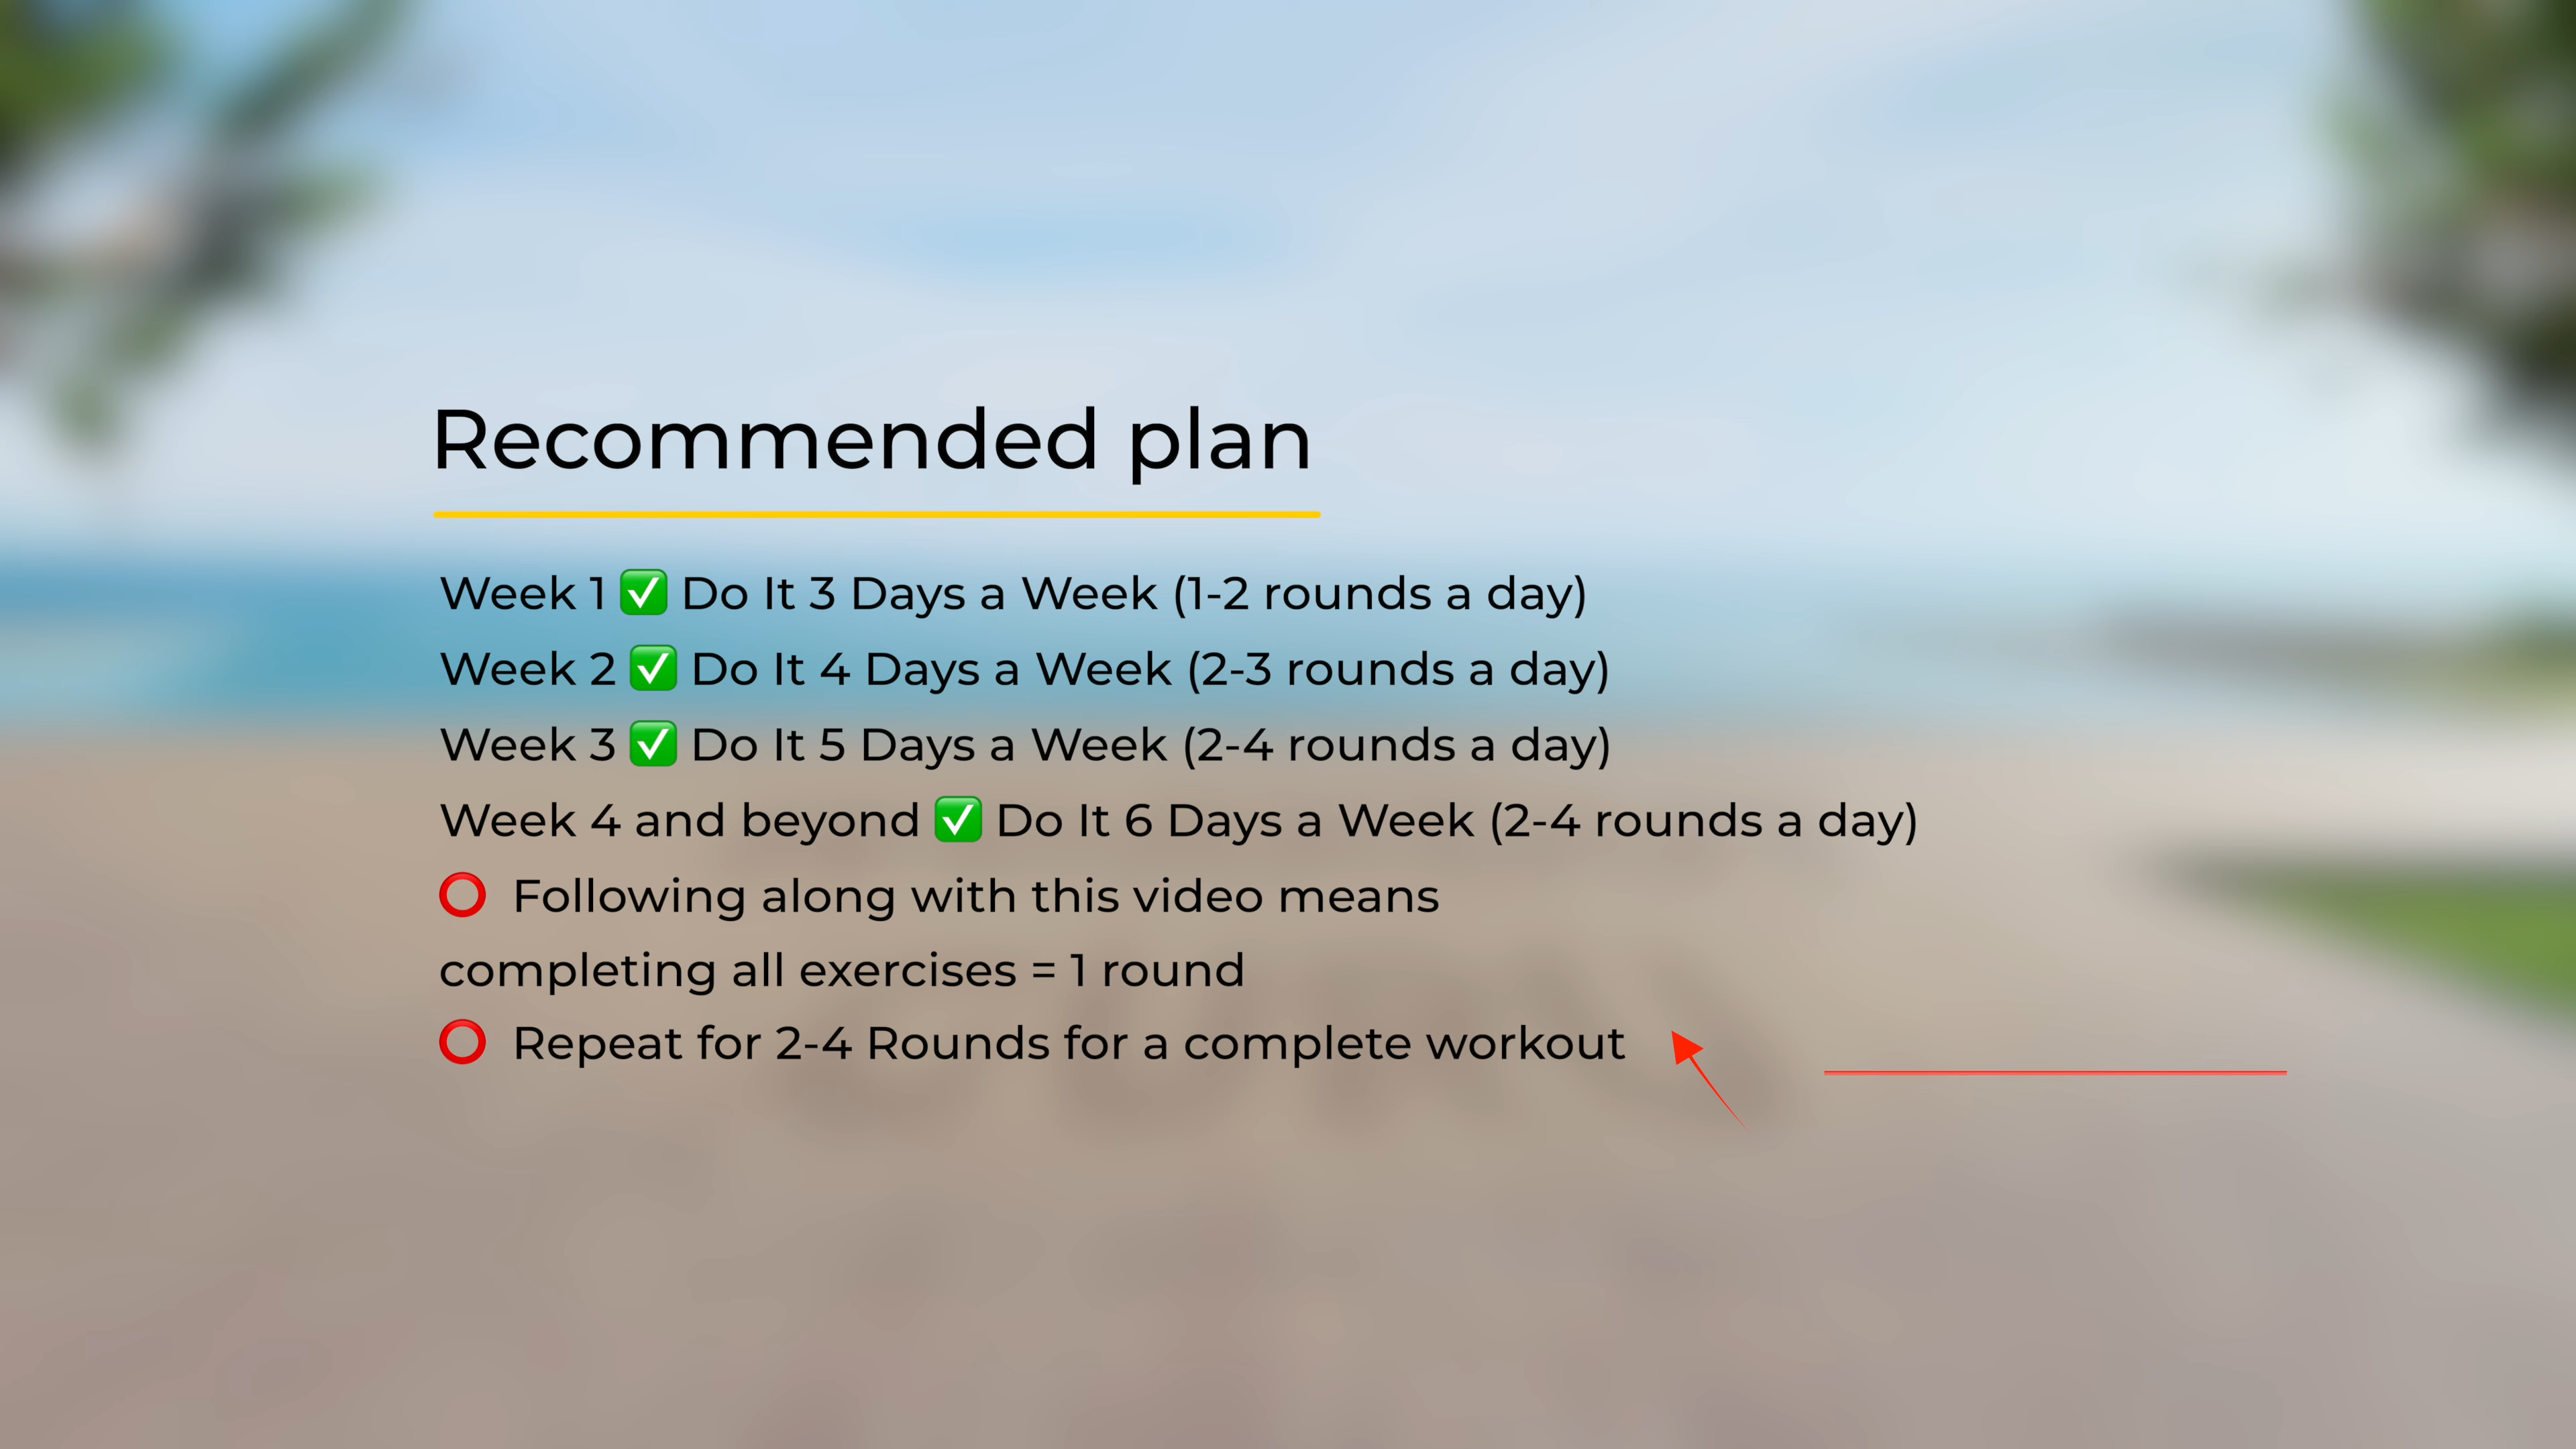 Recommended plan
Week 1 ✅ Do It 3 Days a Week (1-2 rounds a day)
Week 2 ✅ Do It 4 Days a Week (2-3 rounds a day)
Week 3 ✅ Do It 5 Days a Week (2-4 rounds a day)
Week 4 and beyond ✅ Do It 6 Days a Week (2-4 rounds a day)
⭕ Following along with this video means
completing all exercises = 1 round
⭕ Repeat for 2-4 Rounds for a complete workout